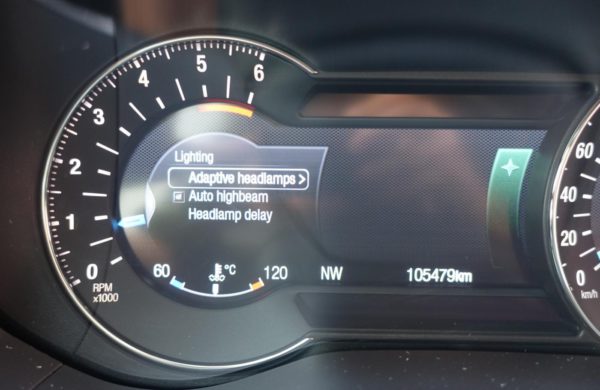 6
5
4
3
2
1
0
RPM
x1000
Lighting
Adaptive headlamps >
Auto highbeam
Headlamp delay
60 °C 120
NW
105479km
60
40
20
0
km/h